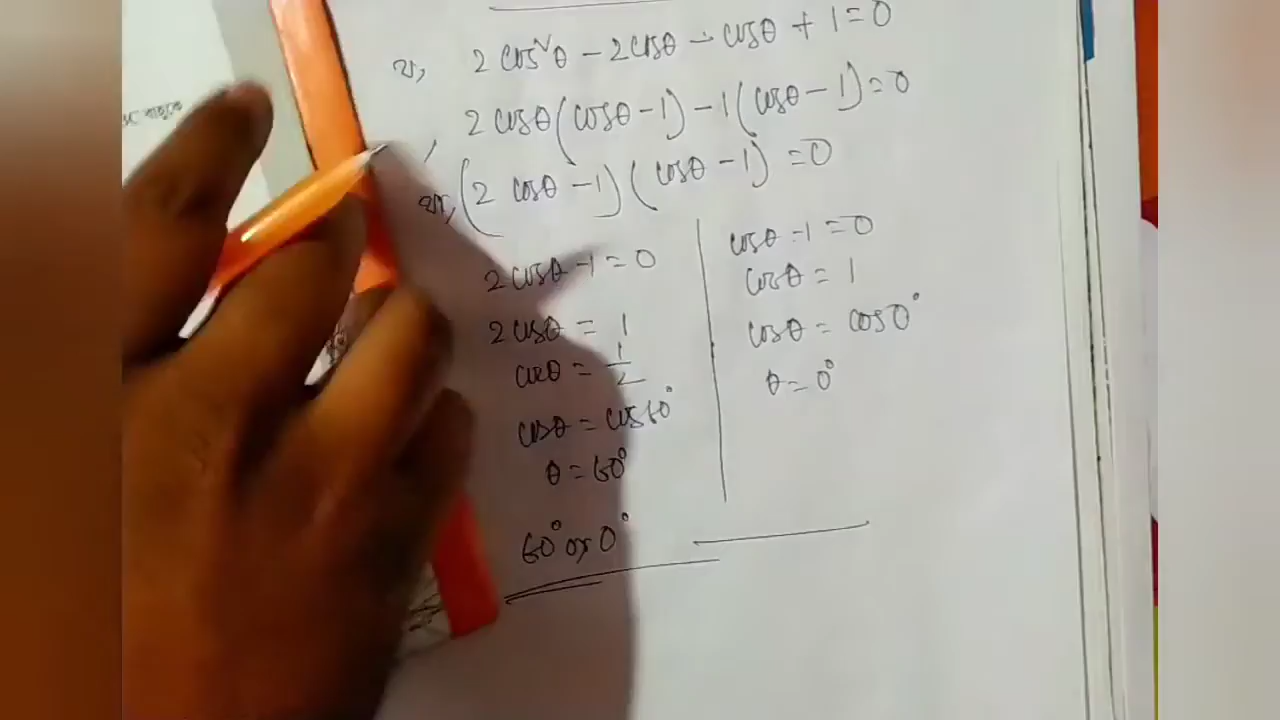 বা, 2 cos²θ - 2cosθ - cosθ + 1 = 0
2 cosθ (cosθ - 1) - 1 (cosθ - 1) = 0
বা, (2 cosθ - 1) (cosθ - 1) = 0
2 cosθ - 1 = 0
2 cosθ = 1
cosθ = 1/2
cosθ = cos60°
θ = 60°
cosθ - 1 = 0
cosθ = 1
cosθ = cos0°
θ = 0°
60° or 0°